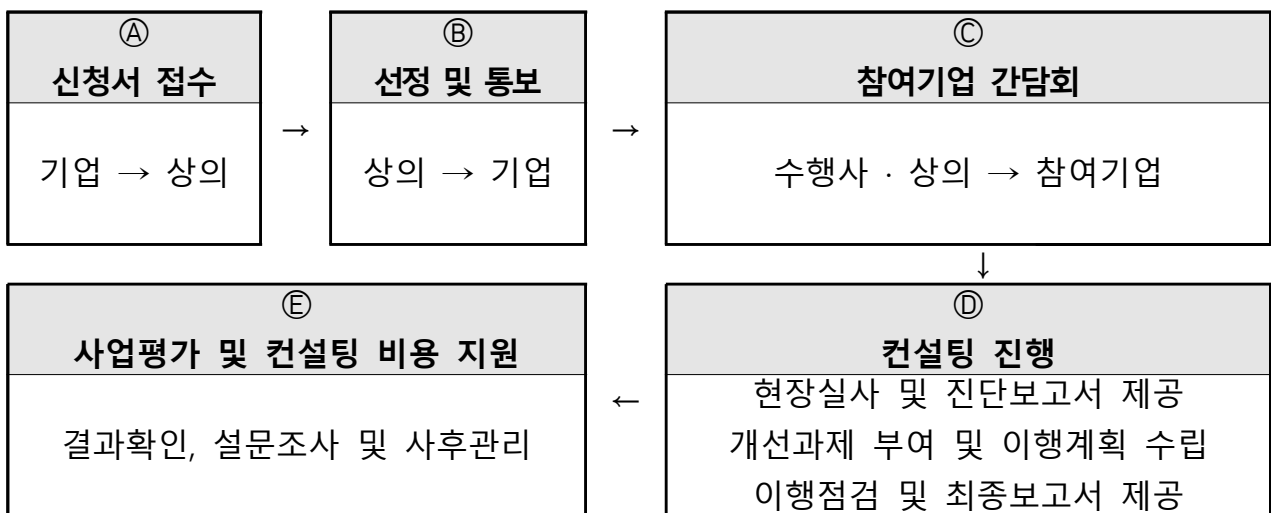 Ⓐ
신청서 접수
기업 → 상의
→
Ⓑ
선정 및 통보
상의 → 기업
→
Ⓒ
참여기업 간담회
수행사 · 상의 → 참여기업
↓
Ⓓ
컨설팅 진행
현장실사 및 진단보고서 제공
개선과제 부여 및 이행계획 수립
이행점검 및 최종보고서 제공
←
Ⓔ
사업평가 및 컨설팅 비용 지원
결과확인, 설문조사 및 사후관리